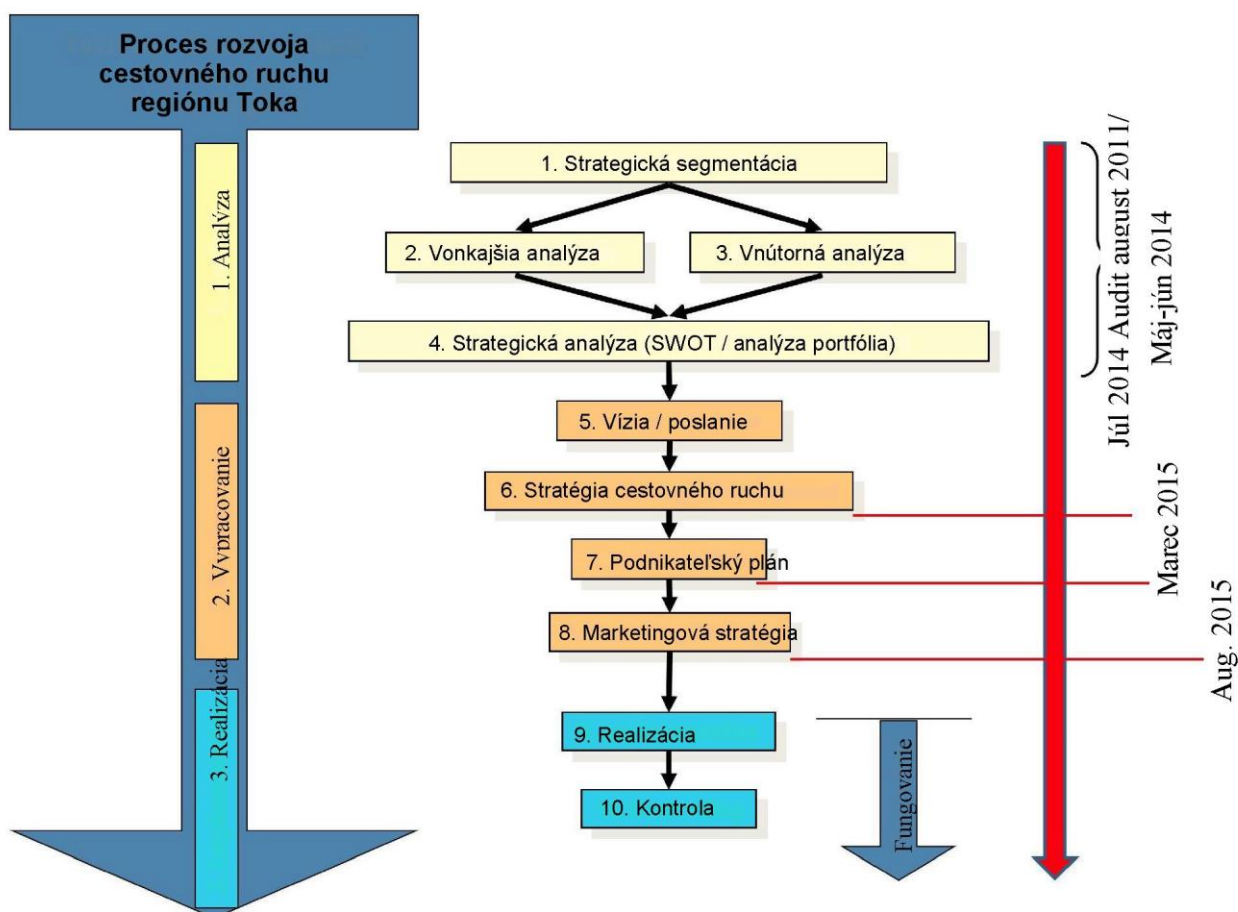 Proces rozvoja
cestovného ruchu
regiónu Toka
1. Analýza
2. Vypracovanie
3. Realizácia
1. Strategická segmentácia
2. Vonkajšia analýza
3. Vnútorná analýza
4. Strategická analýza (SWOT / analýza portfólia)
5. Vízia / poslanie
6. Stratégia cestovného ruchu
7. Podnikateľský plán
8. Marketingová stratégia
9. Realizácia
10. Kontrola
Fungovanie
Júl 2014 Audit august 2011/
Máj-jún 2014
Marec 2015
Aug. 2015